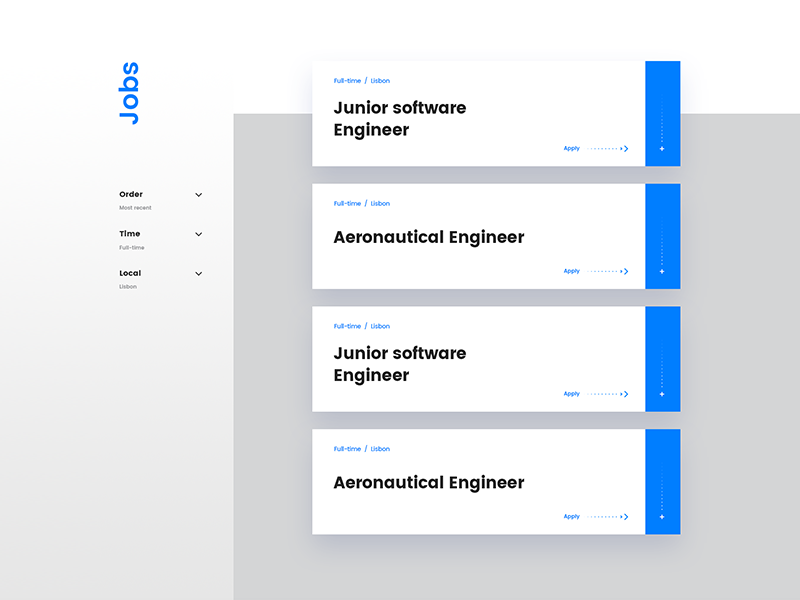 Jobs
Order
Most recent
Time
Full-time
Local
Lisbon
Full-time / Lisbon
Junior software
Engineer
Apply
Full-time / Lisbon
Aeronautical Engineer
Apply
Full-time / Lisbon
Junior software
Engineer
Apply
Full-time / Lisbon
Aeronautical Engineer
Apply